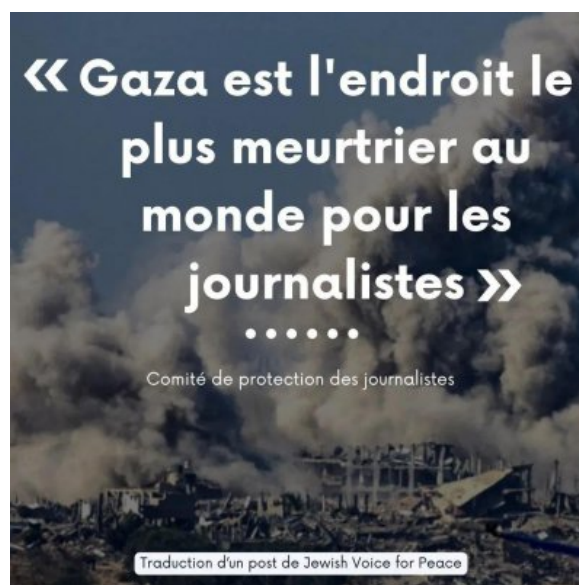 « Gaza est l'endroit le
plus meurtrier au
monde pour les
journalistes »
Comité de protection des journalistes
Traduction d'un post de Jewish Voice for Peace